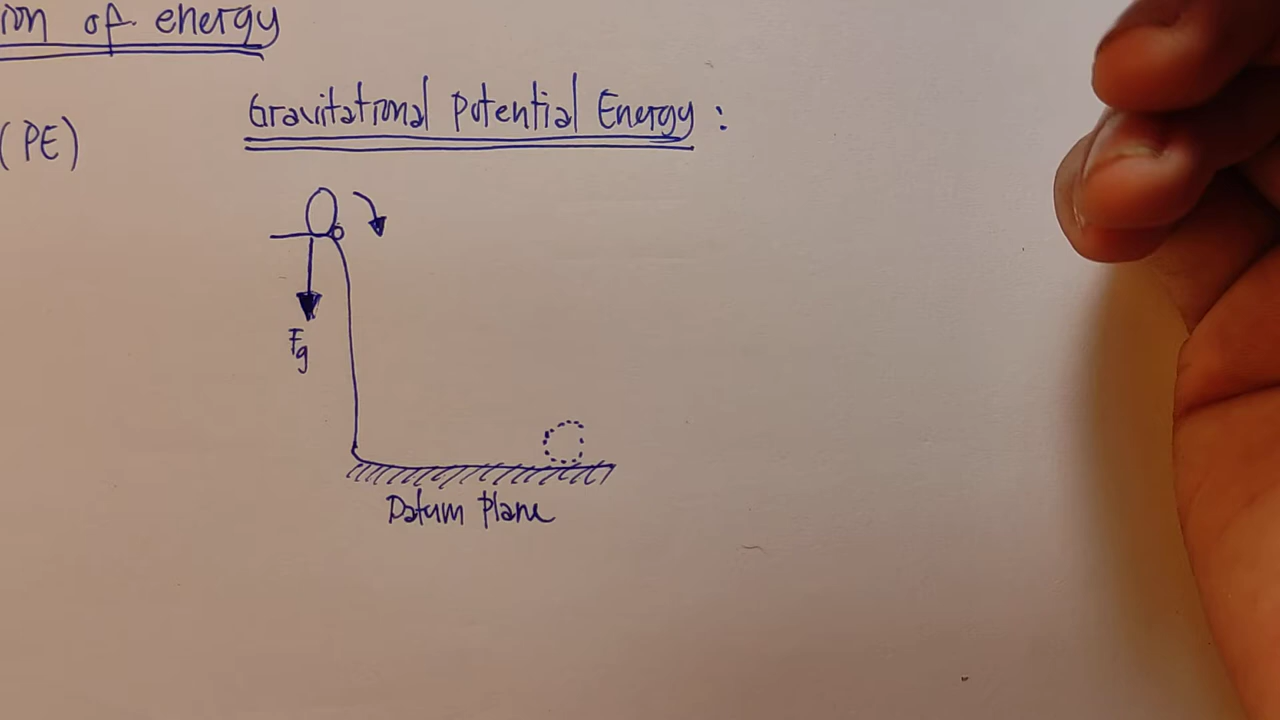 ion of energy
Gravitational Potential Energy :
(PE)
Fg
Datum Plane